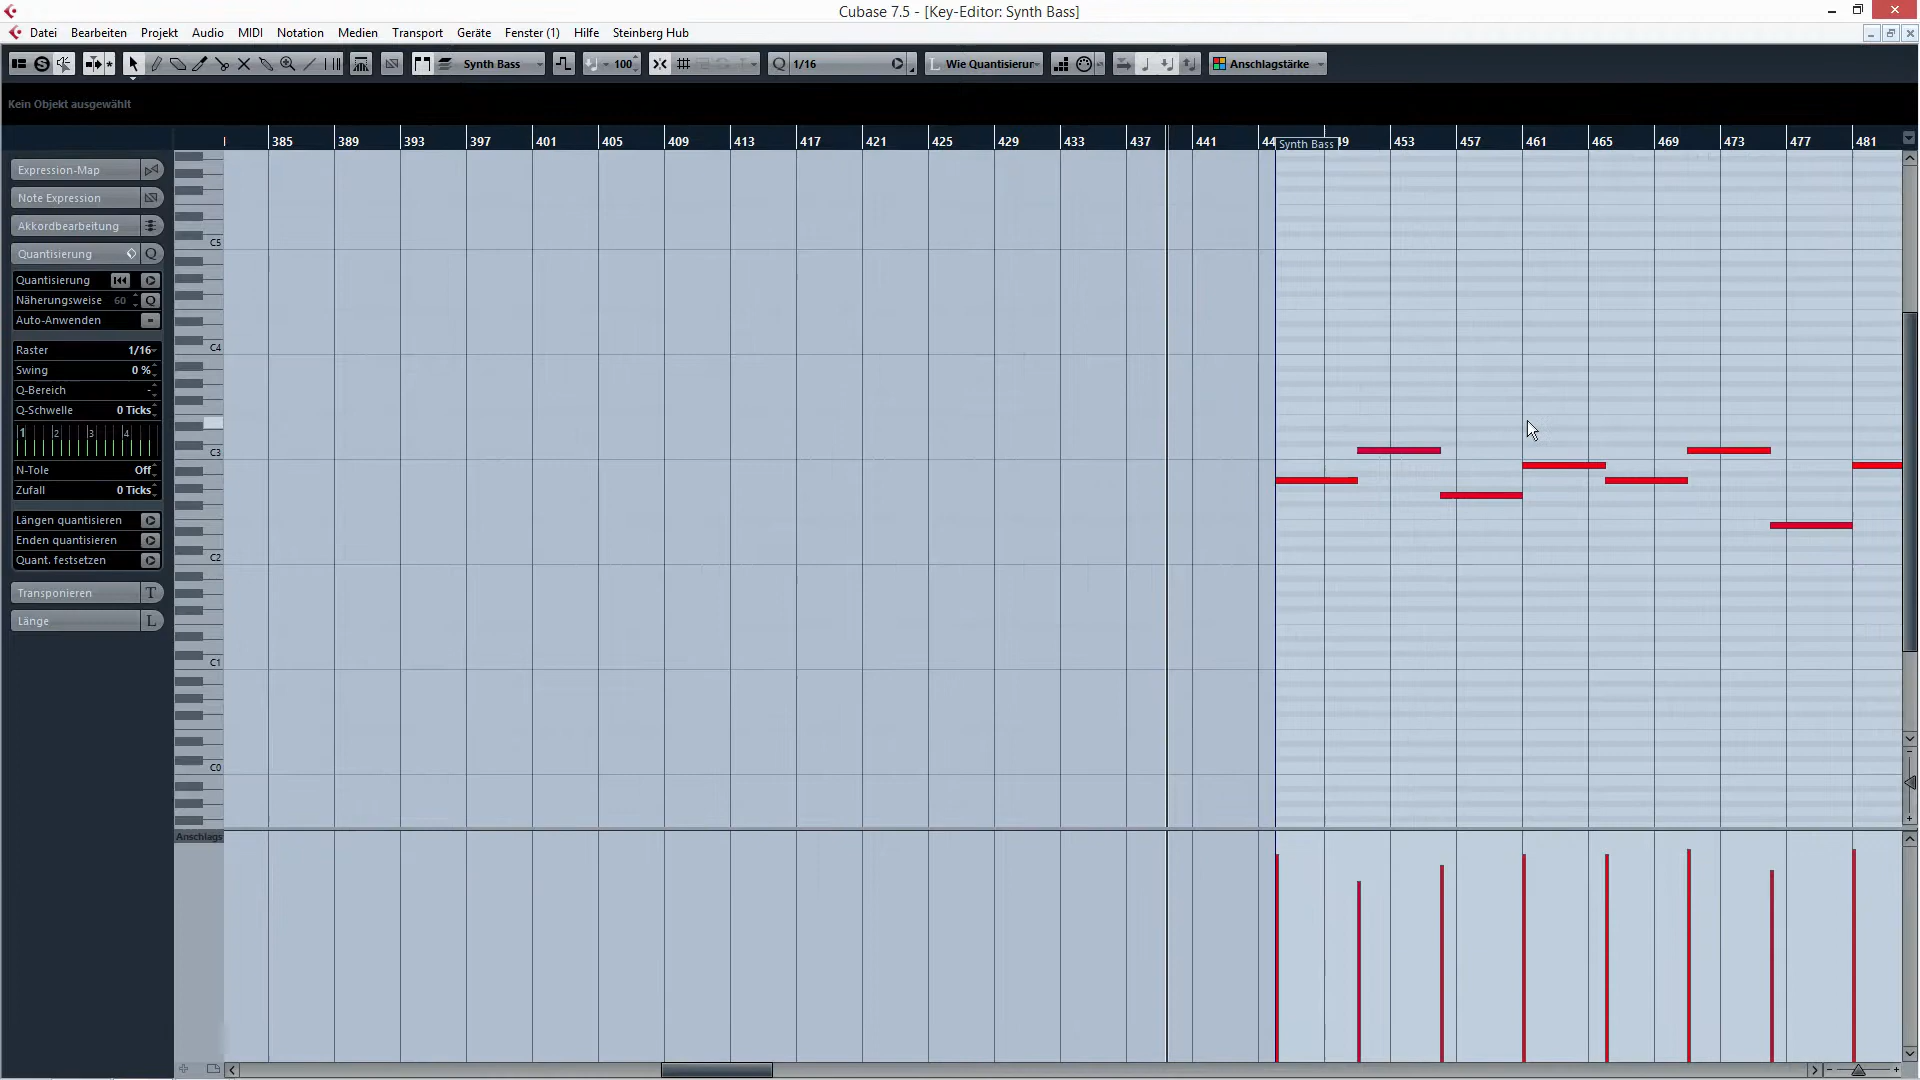 Cubase 7.5 - [Key-Editor: Synth Bass]
Datei Bearbeiten Projekt Audio MIDI Notation Medien Transport Geräte Fenster (1) Hilfe Steinberg Hub
Synth Bass 100 Q 1/16 L Wie Quantisierur Anschlagstärke
Kein Objekt ausgewählt
385 389 393 397 401 405 409 413 417 421 425 429 433 437 441 44 Synth Bass 49 453 457 461 465 469 473 477 481
Expression-Map
Note Expression
Akkordbearbeitung
Quantisierung Q
Quantisierung
Näherungsweise 60 Q
Auto-Anwenden
Raster 1/16
Swing 0 %
Q-Bereich -
Q-Schwelle 0 Ticks
1 2 3 4
N-Tole Off
Zufall 0 Ticks
Längen quantisieren
Enden quantisieren
Quant. festsetzen
Transponieren T
Länge L
C5
C4
C3
C2
C1
C0
Anschlags